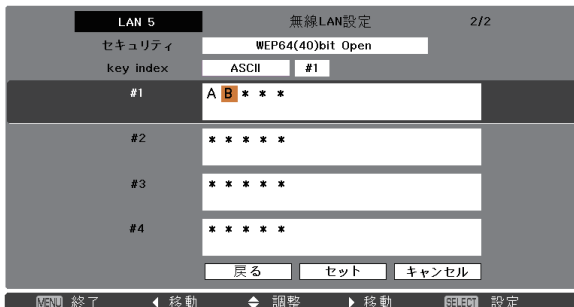 LAN 5 無線LAN設定 2/2
セキュリティ WEP64(40)bit Open
key index ASCII #1
#1 A B * * *
#2 * * * * *
#3 * * * * *
#4 * * * * *
戻る セット キャンセル
MENU 終了 ◀ 移動 ◆ 調整 ▶ 移動 SELECT 設定